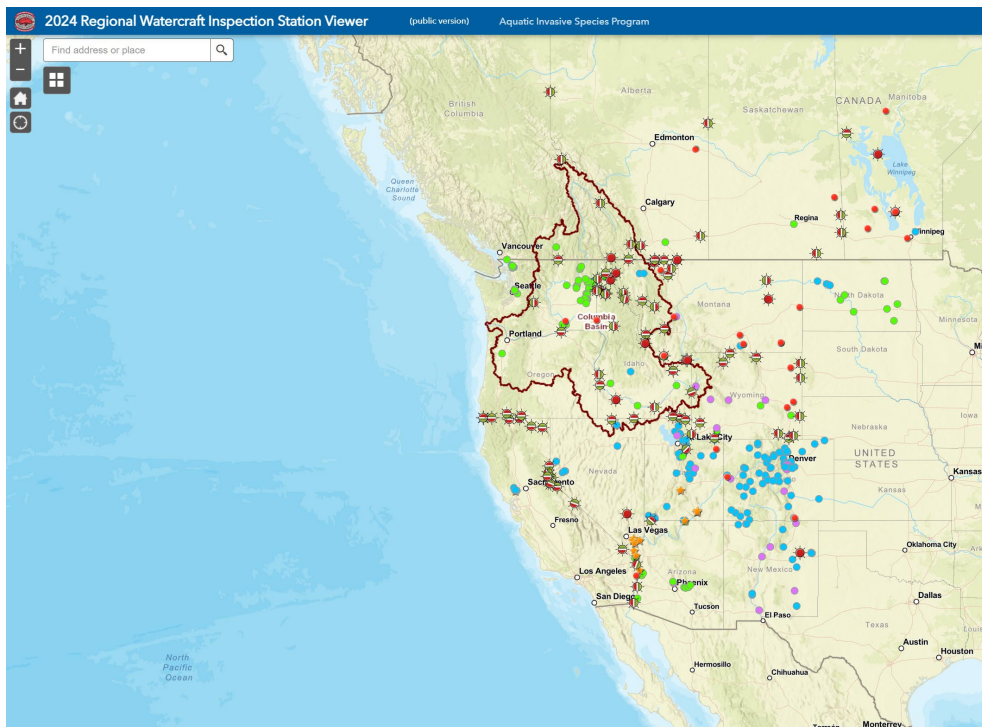 2024 Regional Watercraft Inspection Station Viewer (public version) Aquatic Invasive Species Program
+
Find address or place
−
British
Columbia
Alberta
Saskatchewan
CANADA
Manitoba
Edmonton
Lake
Winnipeg
Queen
Charlotte
Sound
Calgary
Regina
Winnipeg
Vancouver
Seattle
Montana
North Dakota
Minnesota
Columbia
Basin
Portland
South Dakota
Idaho
Oregon
Wyoming
Iowa
Nebraska
Lake City
Nevada
Denver
UNITED
STATES
Sacramento
Kansas
Kansas
Fresno
Las Vegas
Oklahoma City
Los Angeles
Arizona
New Mexico
Phoenix
San Diego
Dallas
Tucson
El Paso
Texas
Austin
Houston
North
Pacific
Ocean
Hermosillo
Chihuahua
Monterrey